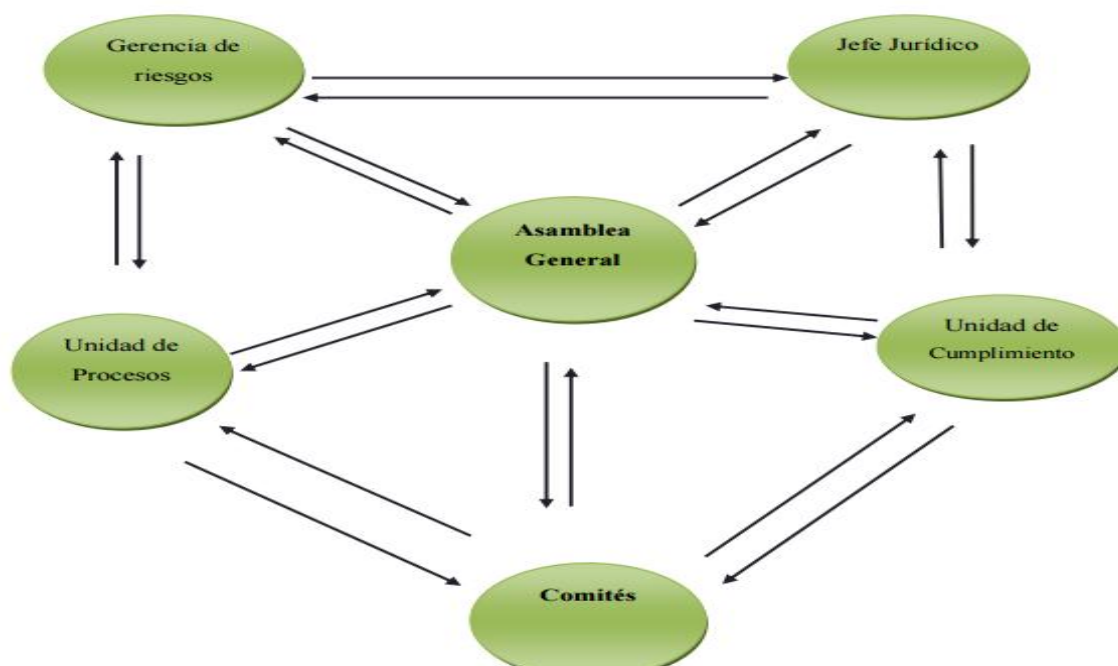 Gerencia de
riesgos
Jefe Jurídico
Asamblea
General
Unidad de
Procesos
Unidad de
Cumplimiento
Comités